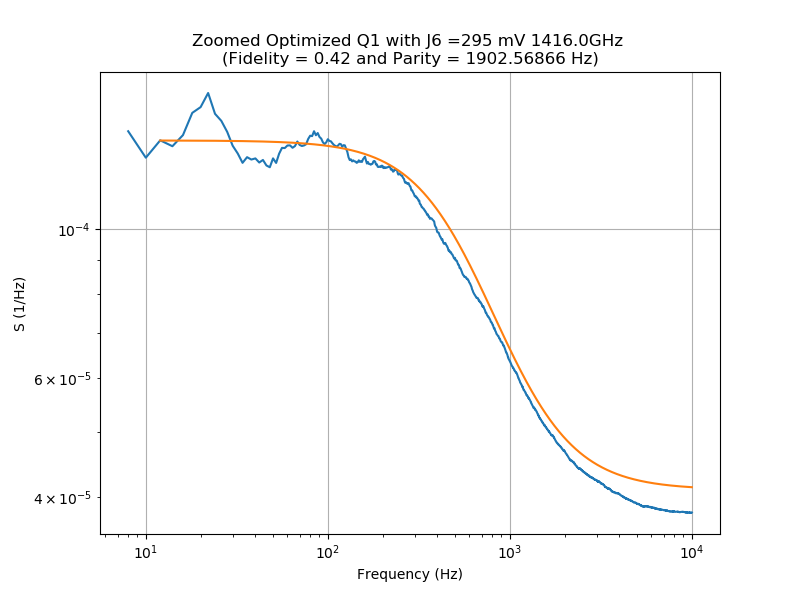 Zoomed Optimized Q1 with J6 =295 mV 1416.0GHz
(Fidelity = 0.42 and Parity = 1902.56866 Hz)
S (1/Hz)
10⁻⁴
6 × 10⁻⁵
4 × 10⁻⁵
10¹ 10² 10³ 10⁴
Frequency (Hz)